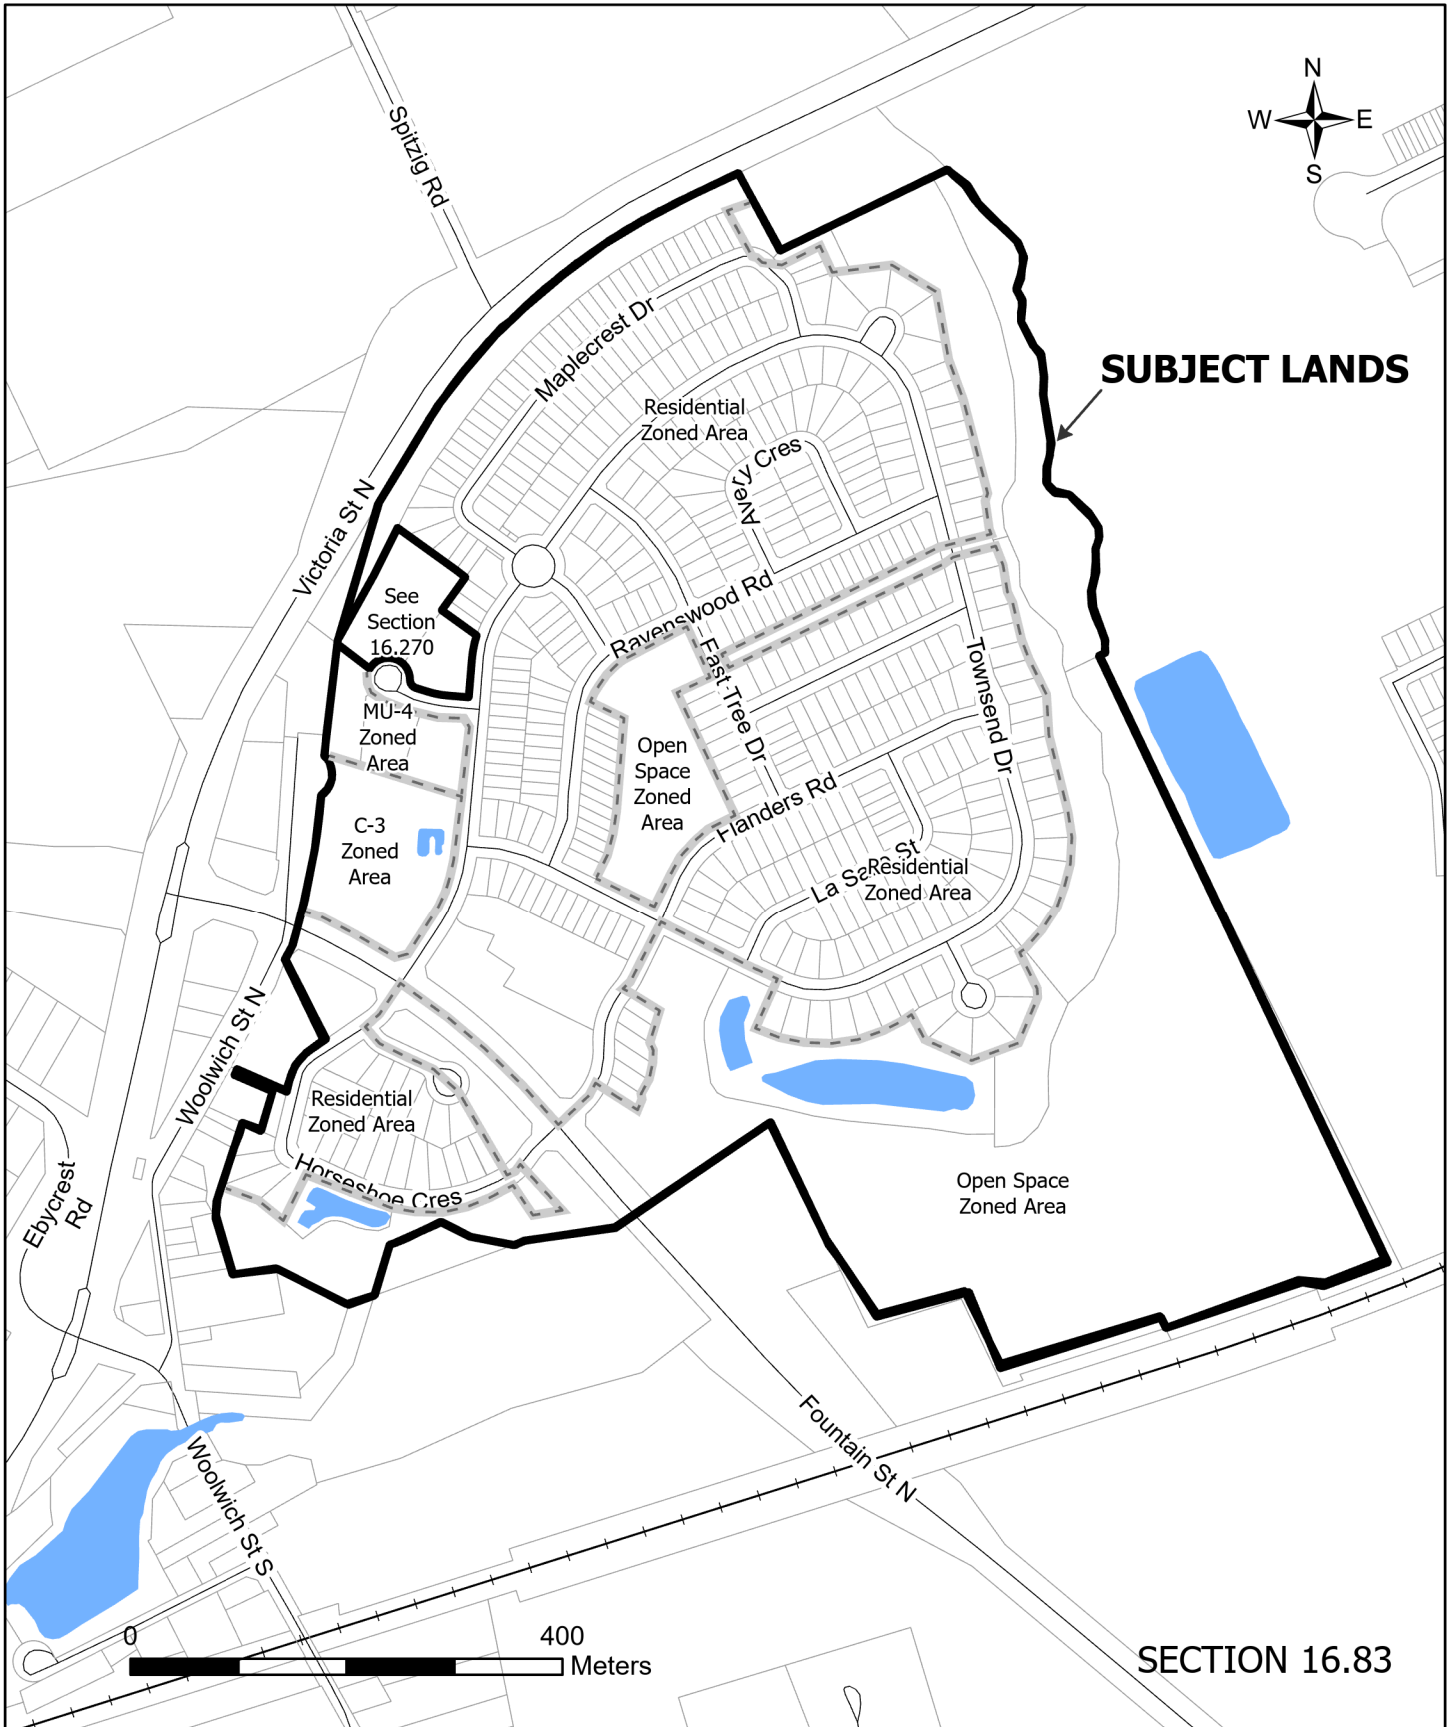 N
W E
S
Spitzig Rd
SUBJECT LANDS
Maplecrest Dr
Residential
Zoned Area
Avery Cres
Victoria St N
See
Section
16.270
Ravenswood Rd
East Tree Dr
Townsend Dr
MU-4
Zoned
Area
Open
Space
Zoned
Area
Flanders Rd
C-3
Zoned
Area
La Salle St
Residential
Zoned Area
Woolwich St N
Residential
Zoned Area
Horseshoe Cres
Ebycrest
Rd
Open Space
Zoned Area
Fountain St N
Woolwich St S
0 400
Meters
SECTION 16.83